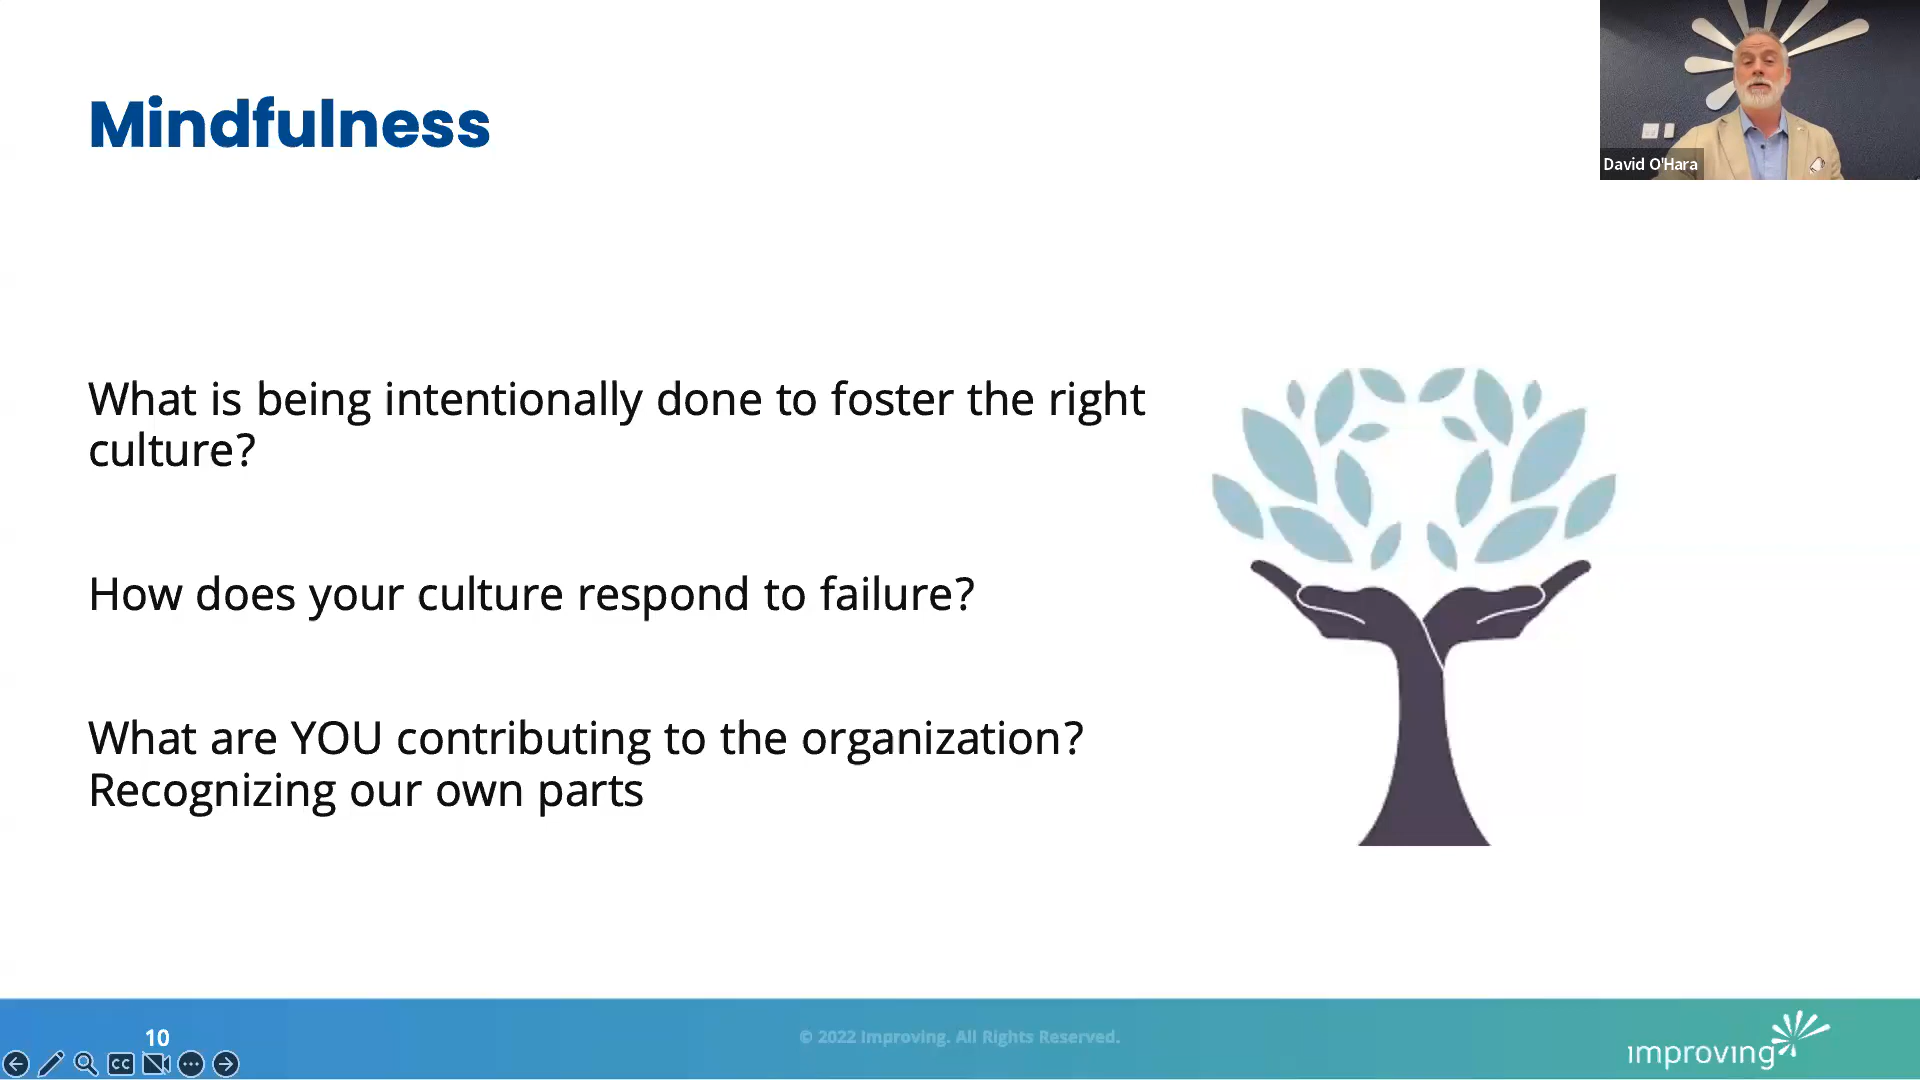 Mindfulness
David O'Hara
What is being intentionally done to foster the right
culture?
How does your culture respond to failure?
What are YOU contributing to the organization?
Recognizing our own parts
10
© 2022 Improving. All Rights Reserved.
improving
CC